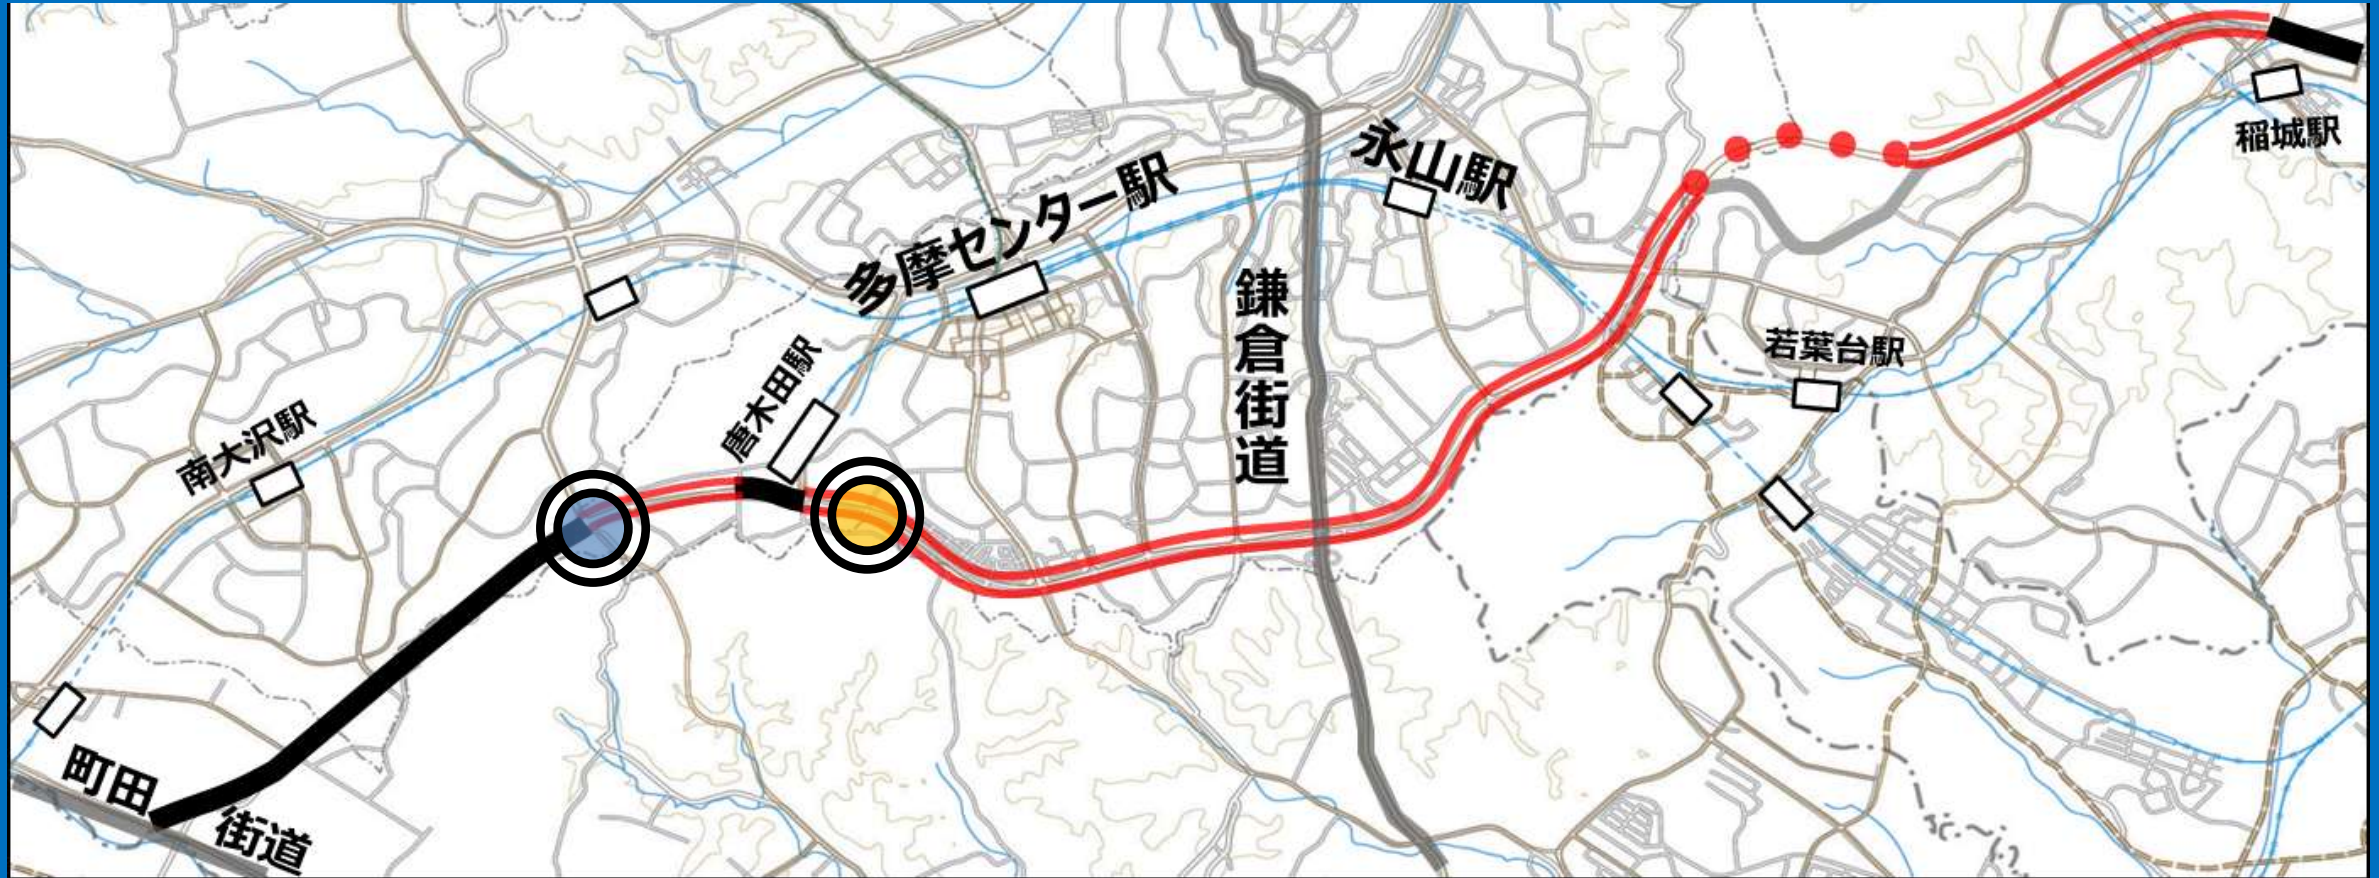 永山駅
稲城駅
多摩センター駅
鎌倉街道
若葉台駅
唐木田駅
南大沢駅
町田
街道